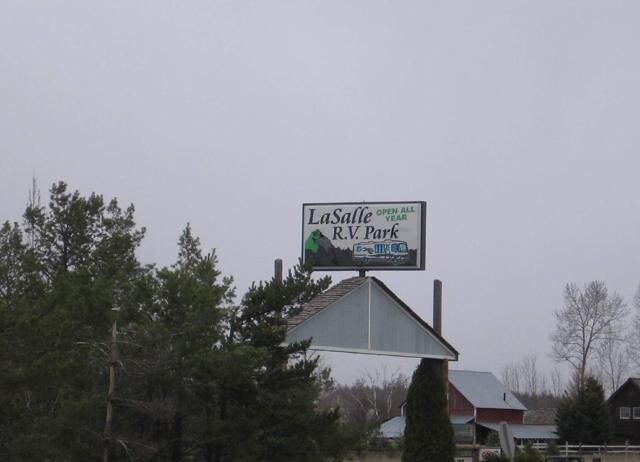 LaSalle
OPEN ALL
YEAR
R.V. Park